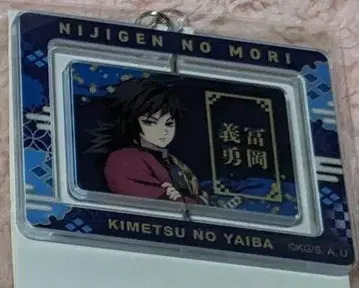 NIJIGEN NO MORI
冨岡
義勇
KIMETSU NO YAIBA
©KG/S, A, U